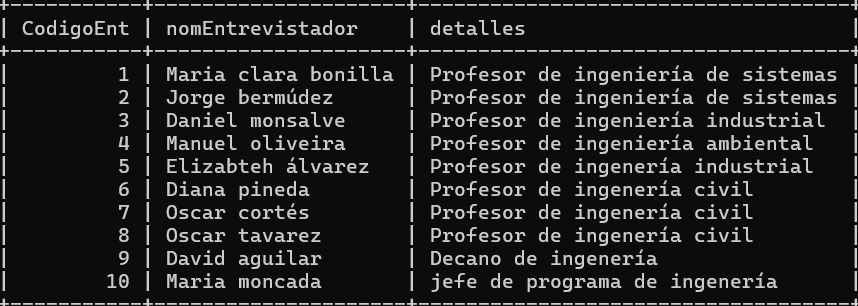 CodigoEnt | nomEntrevistador | detalles
1 | Maria clara bonilla | Profesor de ingeniería de sistemas
2 | Jorge bermúdez | Profesor de ingeniería de sistemas
3 | Daniel monsalve | Profesor de ingeniería industrial
4 | Manuel oliveira | Profesor de ingeniería ambiental
5 | Elizabteh álvarez | Profesor de ingenería industrial
6 | Diana pineda | Profesor de ingeniería civil
7 | Oscar cortés | Profesor de ingenería civil
8 | Oscar tavarez | Profesor de ingenería civil
9 | David aguilar | Decano de ingenería
10 | Maria moncada | jefe de programa de ingenería